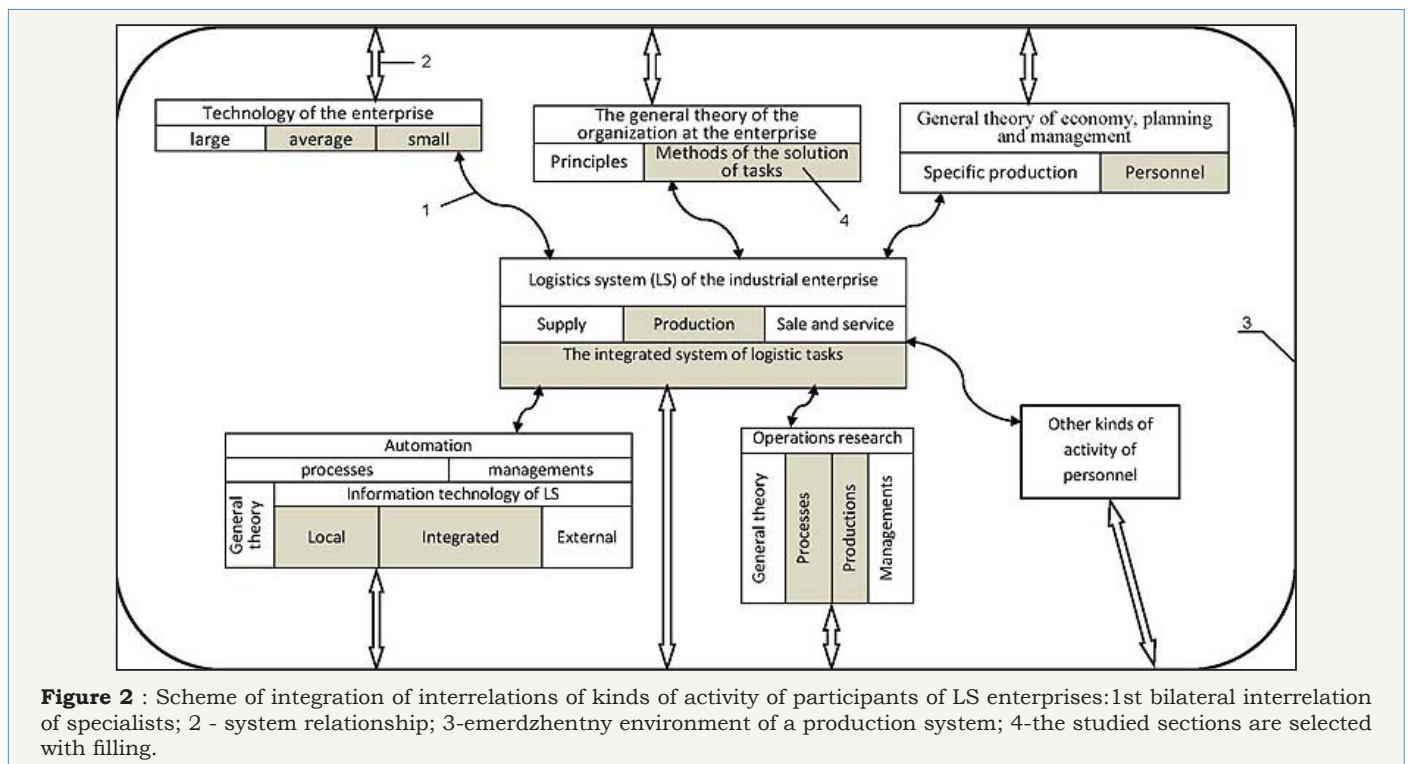 2
Technology of the enterprise
large average small
The general theory of the
organization at the enterprise
Principles
Methods of the solution
of tasks
General theory of economy, planning
and management
Specific production Personnel
1
4
Logistics system (LS) of the industrial enterprise
Supply Production Sale and service
The integrated system of logistic tasks
3
Automation
processes managements
General
theory
Information technology of LS
Local Integrated External
Operations research
General theory
Processes
Productions
Managements
Other kinds of
activity of
personnel
Figure 2 : Scheme of integration of interrelations of kinds of activity of participants of LS enterprises:1st bilateral interrelation
of specialists; 2 - system relationship; 3-emerdzhentny environment of a production system; 4-the studied sections are selected
with filling.